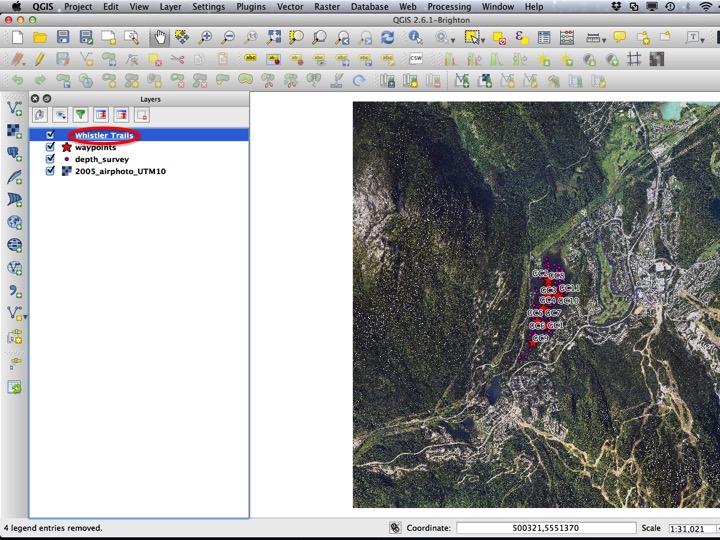 QGIS Project Edit View Layer Settings Plugins Vector Raster Database Web Processing Window Help
QGIS 2.6.1-Brighton
CSW
Layers
Whistler Trails
waypoints
depth_survey
2005_airphoto_UTM10
GC2 GC8
GC3 GC11
GC4 GC10
GC5 GC7
GC6 GC1
GC9
4 legend entries removed.
Coordinate: 500321,5551370 Scale 1:31,021